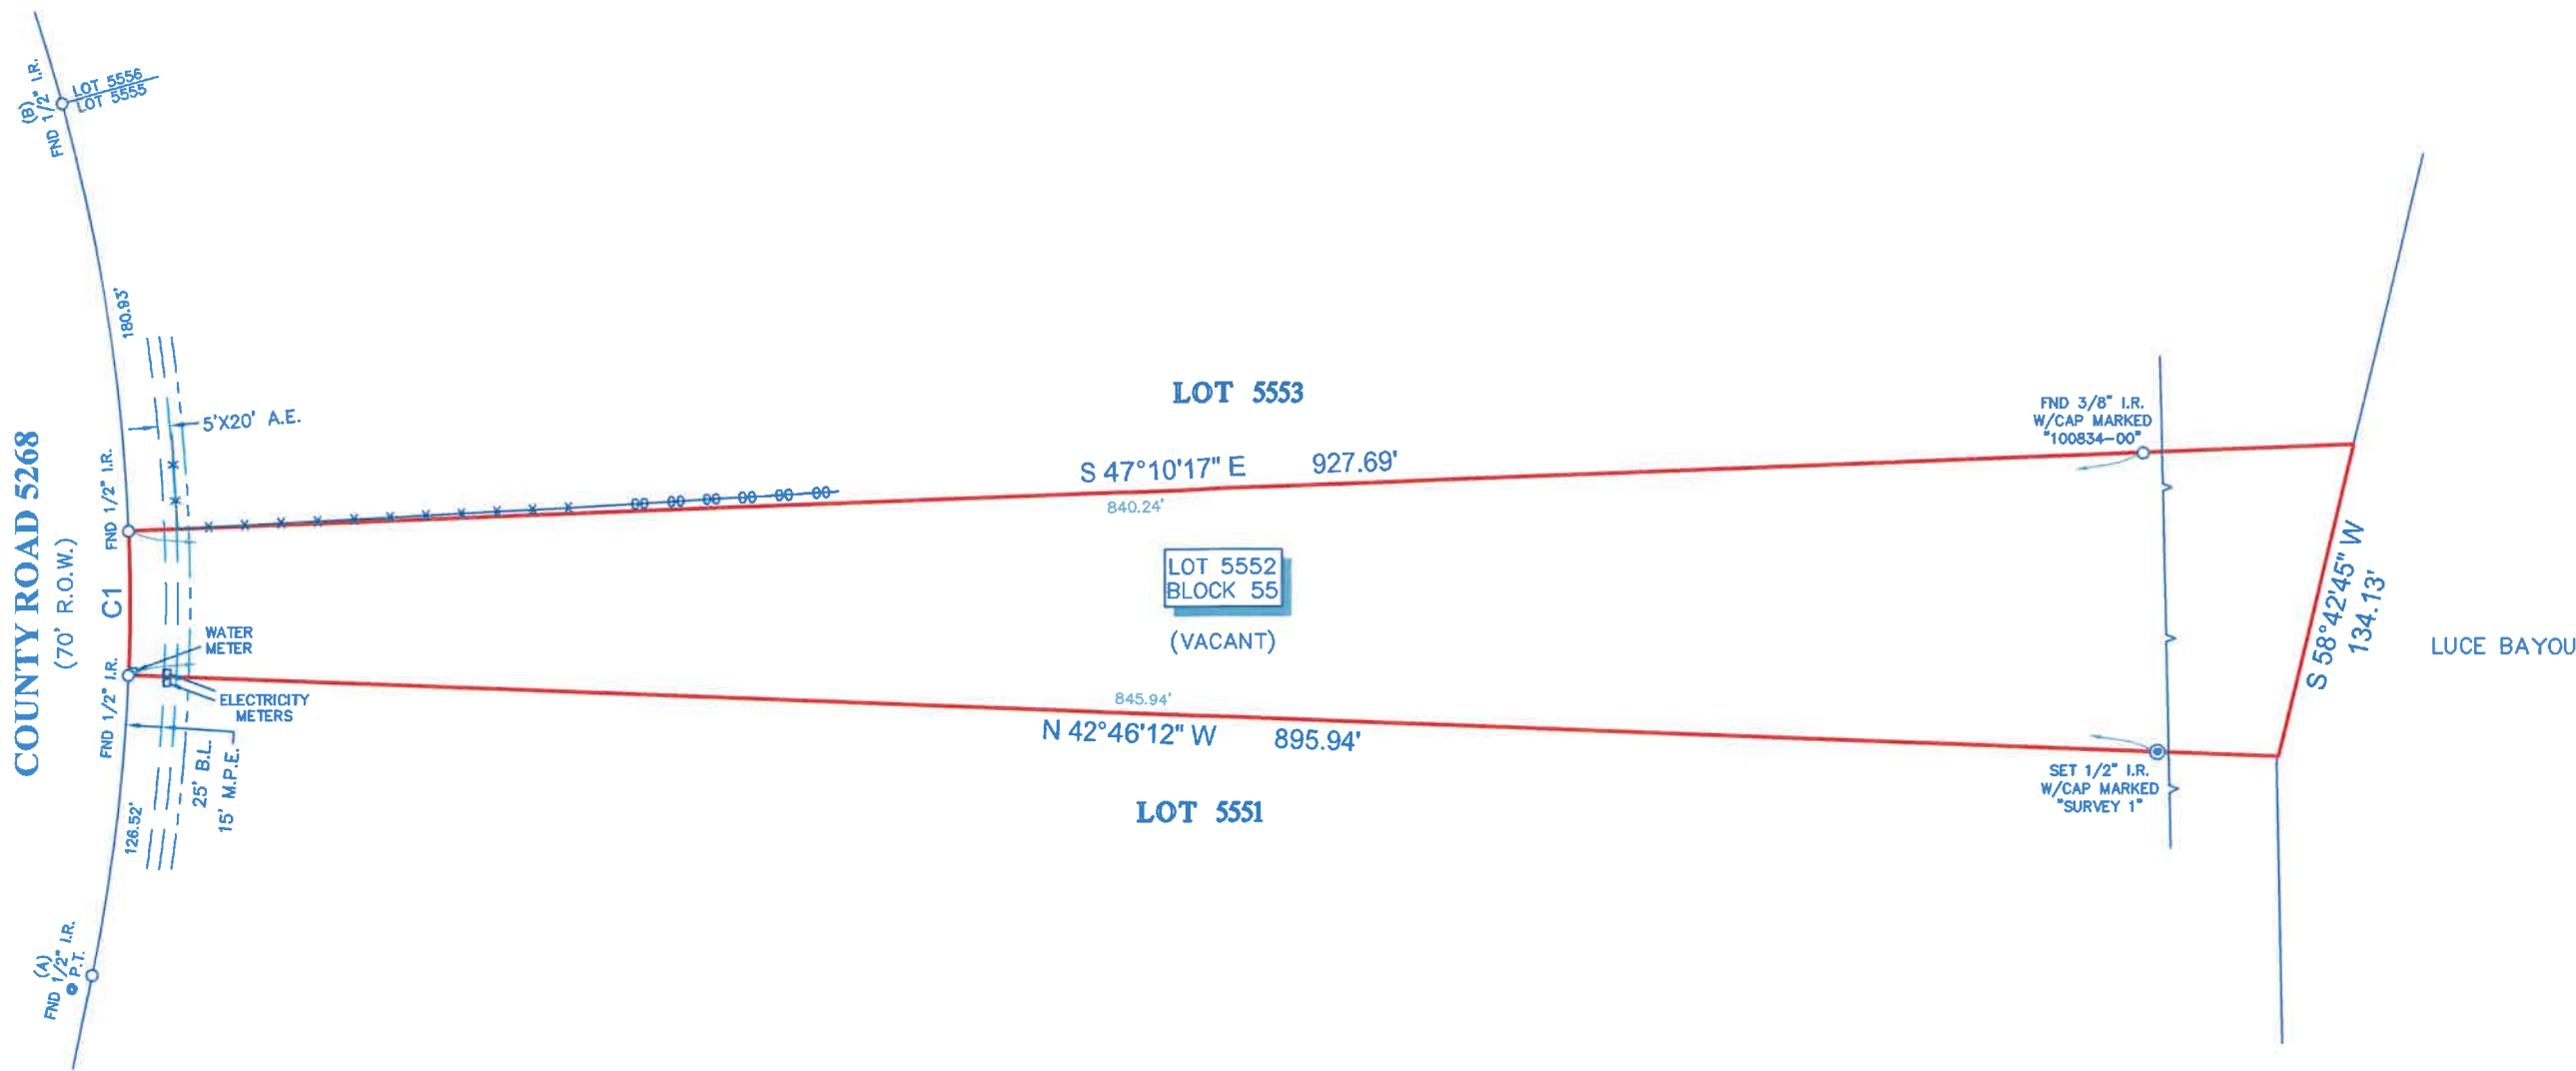 (B)
FND 1/2" I.R.
LOT 5556
LOT 5555
180.93'
5'X20' A.E.
COUNTY ROAD 5268
(70' R.O.W.)
FND 1/2" I.R.
C1
WATER
METER
FND 1/2" I.R.
ELECTRICITY
METERS
25' B.L.
15' M.P.E.
126.52'
(A)
FND 1/2" I.R.
@ P.T.
LOT 5553
S 47°10'17" E 927.69'
840.24'
LOT 5552
BLOCK 55
(VACANT)
845.94'
N 42°46'12" W 895.94'
LOT 5551
FND 3/8" I.R.
W/CAP MARKED
"100834-00"
SET 1/2" I.R.
W/CAP MARKED
"SURVEY 1"
S 58°42'45" W
134.13'
LUCE BAYOU